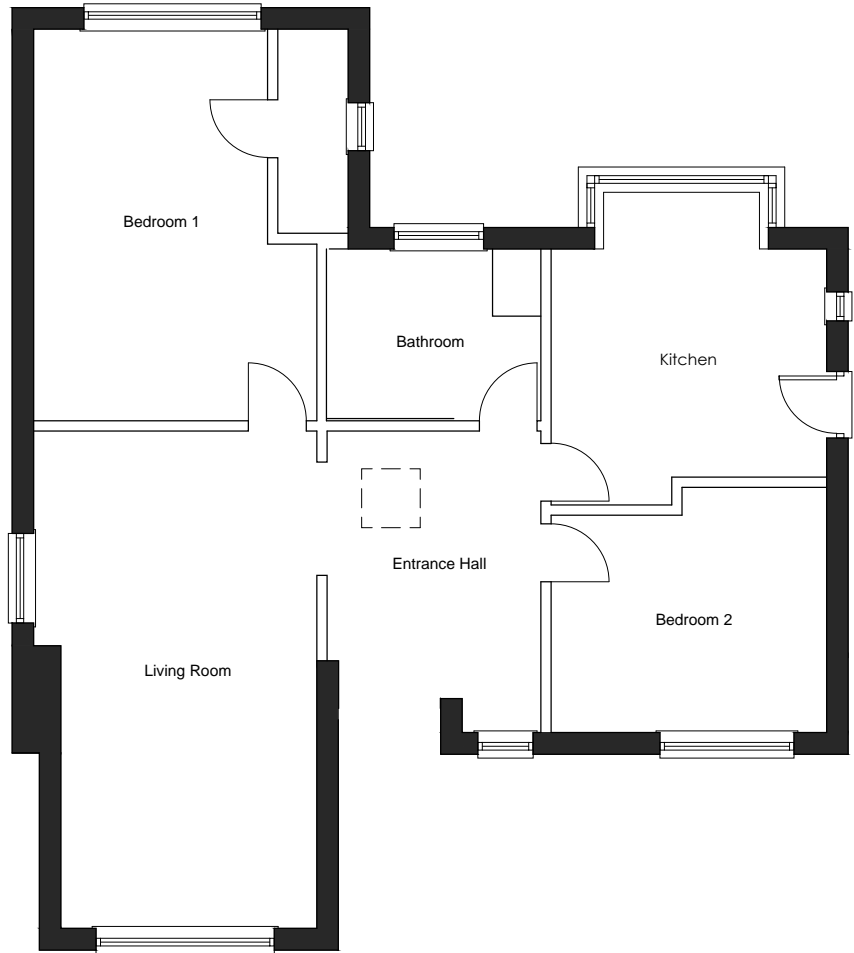 Bedroom 1
Bathroom
Kitchen
Entrance Hall
Bedroom 2
Living Room